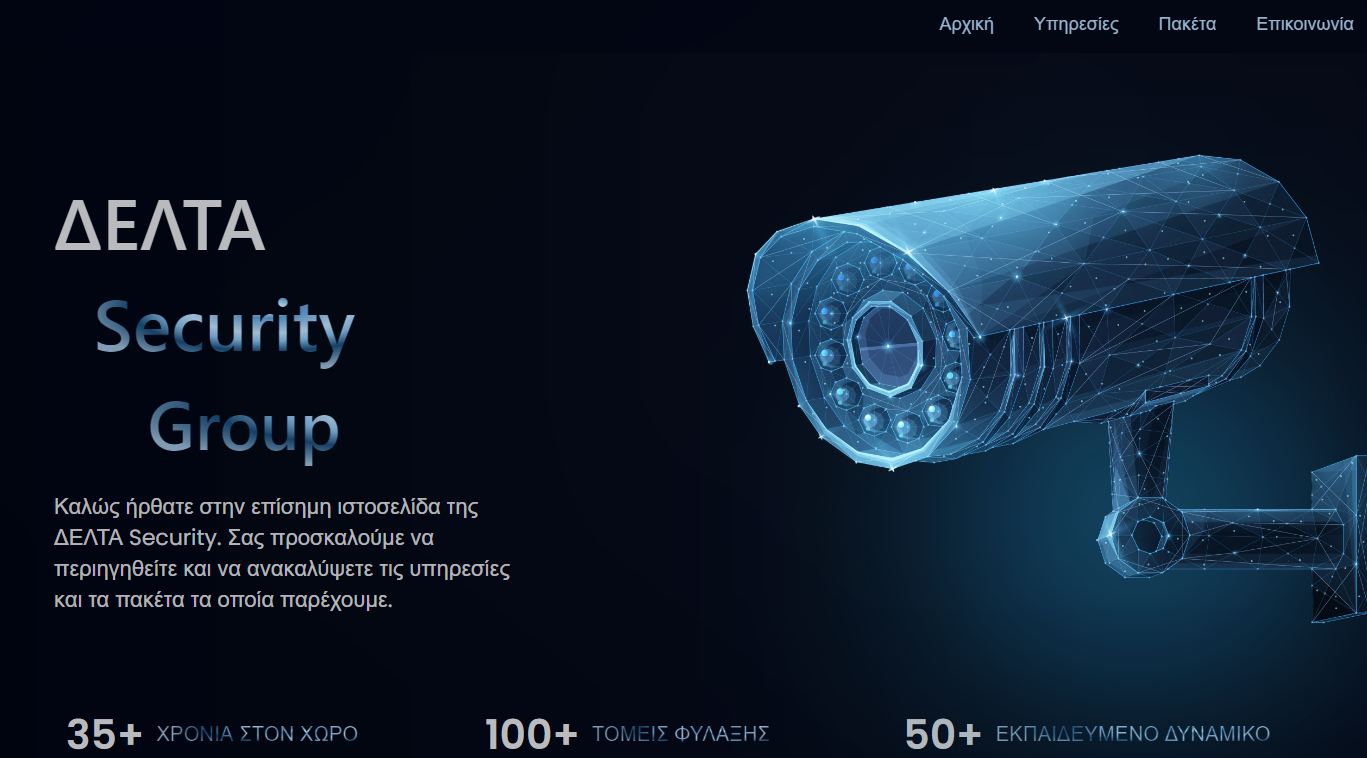 Αρχική Υπηρεσίες Πακέτα Επικοινωνία
ΔΕΛΤΑ
Security
Group
Καλώς ήρθατε στην επίσημη ιστοσελίδα της
ΔΕΛΤΑ Security. Σας προσκαλούμε να
περιηγηθείτε και να ανακαλύψετε τις υπηρεσίες
και τα πακέτα τα οποία παρέχουμε.
35+ ΧΡΟΝΙΑ ΣΤΟΝ ΧΩΡΟ 100+ ΤΟΜΕΙΣ ΦΥΛΑΞΗΣ 50+ ΕΚΠΑΙΔΕΥΜΕΝΟ ΔΥΝΑΜΙΚΟ